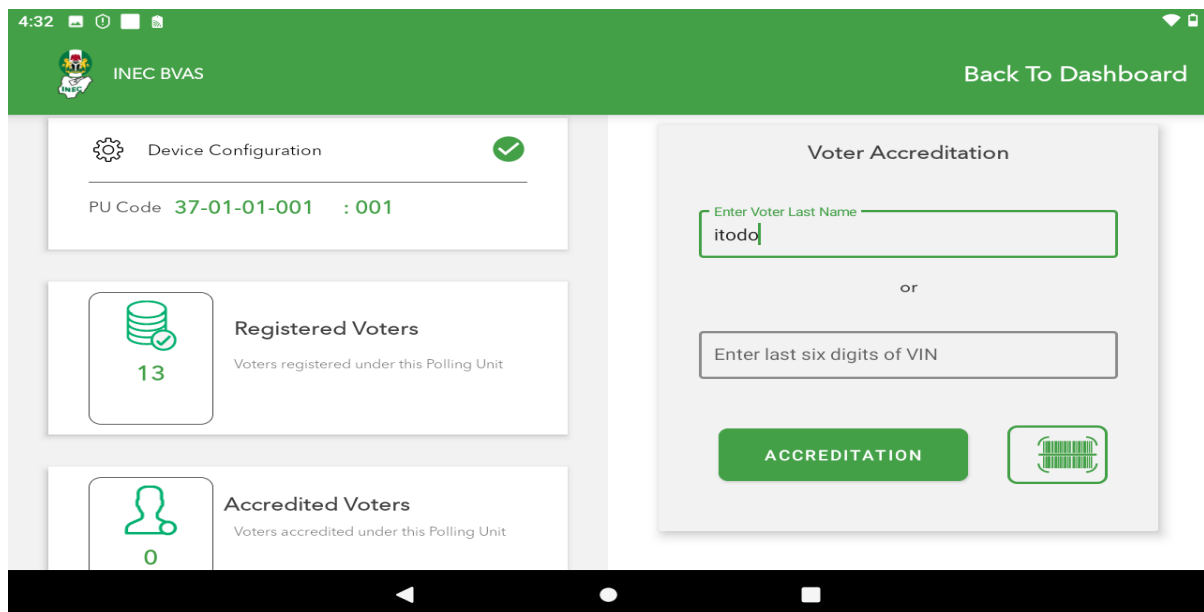 4:32
INEC BVAS
Back To Dashboard
Device Configuration
PU Code 37-01-01-001 : 001
Registered Voters
Voters registered under this Polling Unit
13
Accredited Voters
Voters accredited under this Polling Unit
0
Voter Accreditation
Enter Voter Last Name
itodo
or
Enter last six digits of VIN
ACCREDITATION
INEC